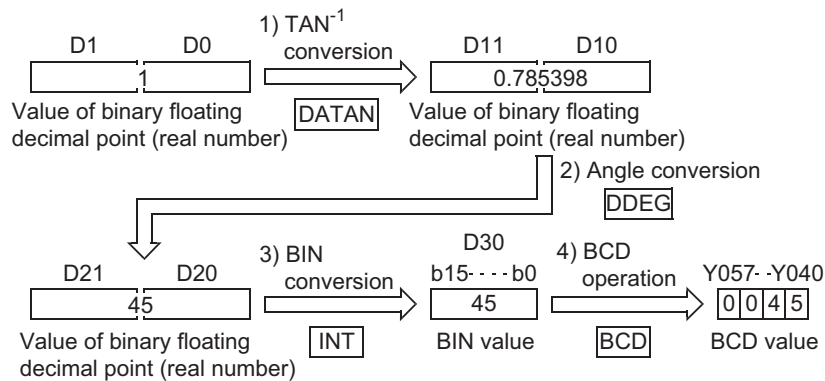 D1 D0
1) TAN-1
conversion
D11 D10
1
0.785398
Value of binary floating
decimal point (real number)
DATAN
Value of binary floating
decimal point (real number)
2) Angle conversion
DDEG
D21 D20
3) BIN
conversion
D30
b15- - - - b0
4) BCD
operation
Y057- -Y040
45
45
0 0 4 5
Value of binary floating
decimal point (real number)
INT
BIN value
BCD
BCD value